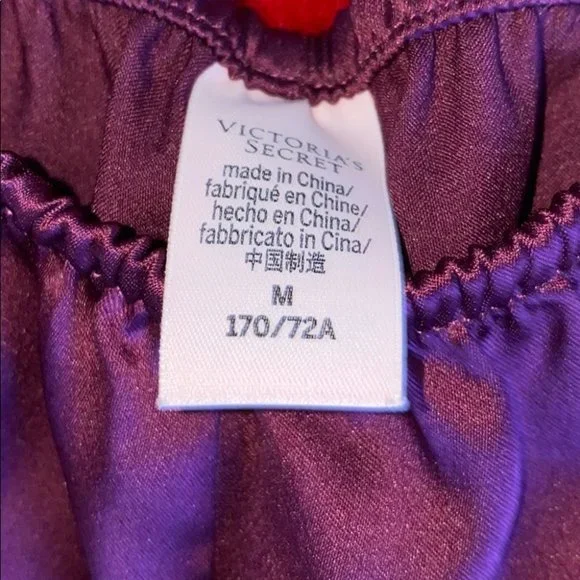 VICTORIA'S
SECRET
made in China/
fabriqué en Chine/
hecho en China/
fabbricato in Cina/
中国制造
M
170/72A